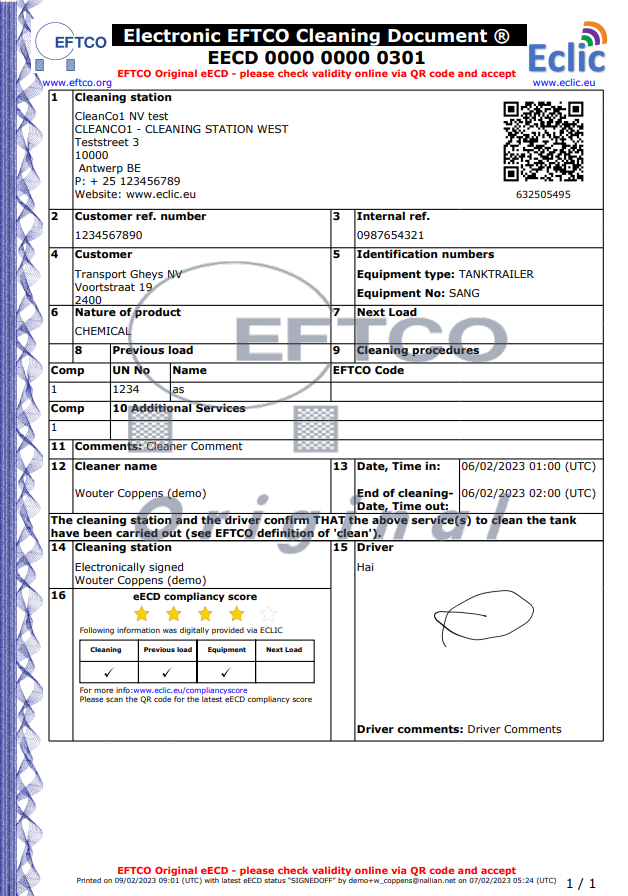 EFTCO
www.eftco.org
Electronic EFTCO Cleaning Document ®
EECD 0000 0000 0301
EFTCO Original eECD - please check validity online via QR code and accept
Eclic
www.eclic.eu
1 Cleaning station
CleanCo1 NV test
CLEANCO1 - CLEANING STATION WEST
Teststreet 3
10000
Antwerp BE
P: + 25 123456789
Website: www.eclic.eu
632505495
2 Customer ref. number
1234567890
3 Internal ref.
0987654321
4 Customer
Transport Gheys NV
Voortstraat 19
2400
5 Identification numbers
Equipment type: TANKTRAILER
Equipment No: SANG
6 Nature of product
CHEMICAL
7 Next Load
8 Previous load
9 Cleaning procedures
Comp UN No Name EFTCO Code
1 1234 as
Comp 10 Additional Services
1
11 Comments: Cleaner Comment
12 Cleaner name
Wouter Coppens (demo)
13 Date, Time in: 06/02/2023 01:00 (UTC)
End of cleaning- 06/02/2023 02:00 (UTC)
Date, Time out:
The cleaning station and the driver confirm THAT the above service(s) to clean the tank
have been carried out (see EFTCO definition of 'clean').
14 Cleaning station
Electronically signed
Wouter Coppens (demo)
15 Driver
Hai
16 eECD compliancy score
Following information was digitally provided via ECLIC
Cleaning Previous load Equipment Next Load
✓ ✓ ✓
For more info:www.eclic.eu/compliancyscore
Please scan the QR code for the latest eECD compliancy score
Driver comments: Driver Comments
EFTCO
Original
EFTCO Original eECD - please check validity online via QR code and accept
Printed on 09/02/2023 09:01 (UTC) with latest eECD status "SIGNEDOFF" by demo+w_coppens@nallian.net on 07/02/2023 05:24 (UTC)
1 / 1